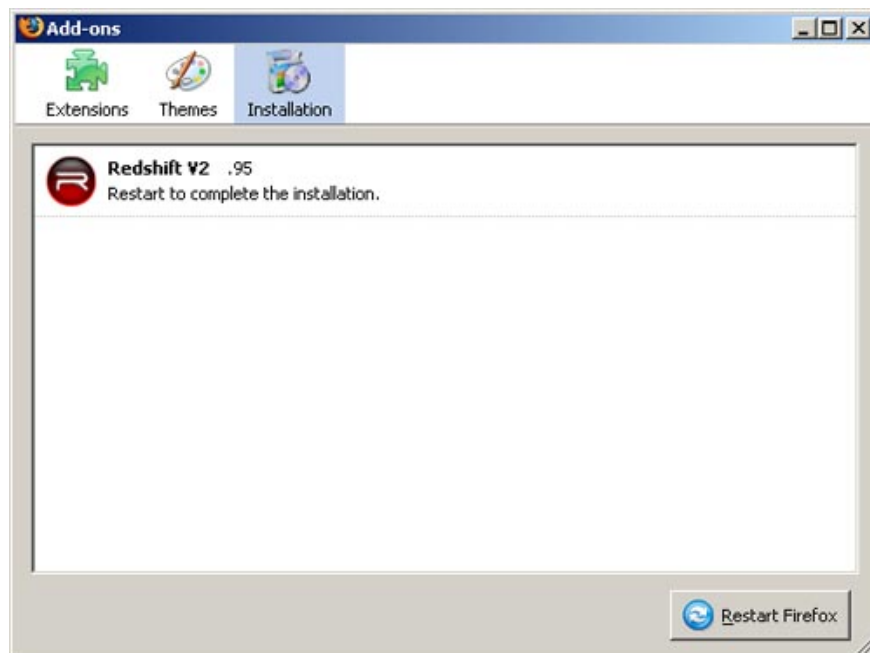 Add-ons
Extensions Themes Installation
Redshift V2 .95
Restart to complete the installation.
Restart Firefox